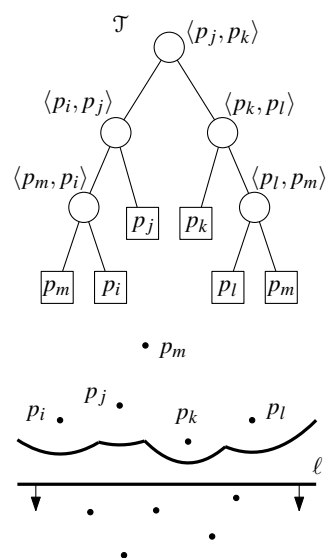 𝒯
⟨p_j, p_k⟩
⟨p_i, p_j⟩ ⟨p_k, p_l⟩
⟨p_m, p_i⟩ ⟨p_l, p_m⟩
p_j p_k
p_m p_i p_l p_m
p_m
p_i p_j p_k p_l
ℓ